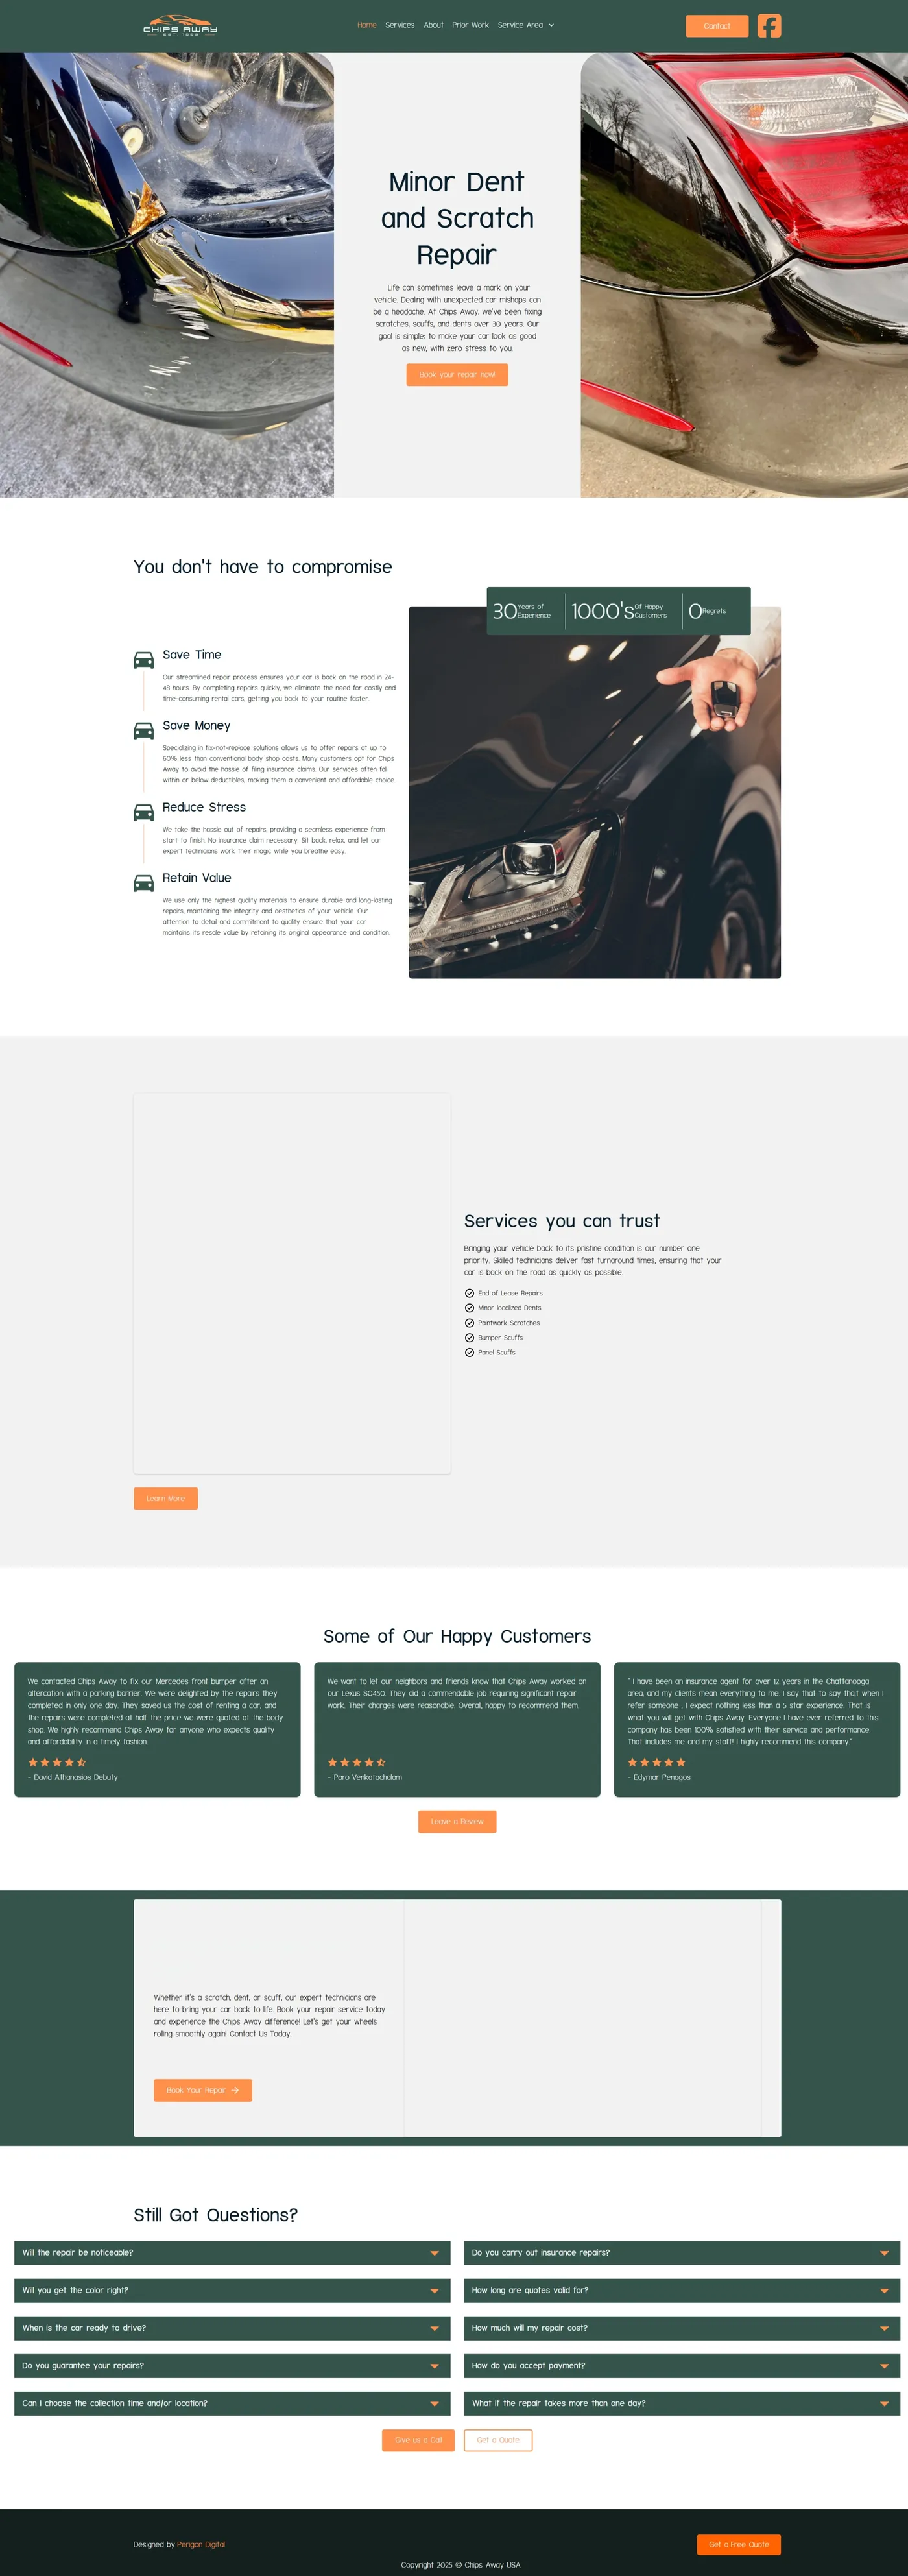 CHIPS AWAY
EST. 1992
Home Services About Prior Work Service Area
Contact
Minor Dent
and Scratch
Repair
Life can sometimes leave a mark on your
vehicle. Dealing with unexpected car mishaps can
be a headache. At Chips Away, we've been fixing
scratches, scuffs, and dents over 30 years. Our
goal is simple: to make your car look as good
as new, with zero stress to you.
Book your repair now!
You don't have to compromise
30 Years of Experience
1000's Of Happy Customers
0 Regrets
Save Time
Our streamlined repair process ensures your car is back on the road in 24-
48 hours. By completing repairs quickly, we eliminate the need for costly and
time-consuming rental cars, getting you back to your routine faster.
Save Money
Specializing in fix-not-replace solutions allows us to offer repairs at up to
60% less than conventional body shop costs. Many customers opt for Chips
Away to avoid the hassle of filing insurance claims. Our services often fall
within or below deductibles, making them a convenient and affordable choice.
Reduce Stress
We take the hassle out of repairs, providing a seamless experience from
start to finish. No insurance claim necessary. Sit back, relax, and let our
expert technicians work their magic while you breathe easy.
Retain Value
We use only the highest quality materials to ensure durable and long-lasting
repairs, maintaining the integrity and aesthetics of your vehicle. Our
attention to detail and commitment to quality ensure that your car
maintains its resale value by retaining its original appearance and condition.
Services you can trust
Bringing your vehicle back to its pristine condition is our number one
priority. Skilled technicians deliver fast turnaround times, ensuring that your
car is back on the road as quickly as possible.
End of Lease Repairs
Minor localized Dents
Paintwork Scratches
Bumper Scuffs
Panel Scuffs
Learn More
Some of Our Happy Customers
We contacted Chips Away to fix our Mercedes front bumper after an
altercation with a parking barrier. We were delighted by the repairs they
completed in only one day. They saved us the cost of renting a car, and
the repairs were completed at half the price we were quoted at the body
shop. We highly recommend Chips Away for anyone who expects quality
and affordability in a timely fashion.
- David Athanasios Debuty
We want to let our neighbors and friends know that Chips Away worked on
our Lexus SC450. They did a commendable job requiring significant repair
work. Their charges were reasonable. Overall, happy to recommend them.
- Paro Venkatachalam
" I have been an insurance agent for over 12 years in the Chattanooga
area, and my clients mean everything to me. I say that to say tha,t when I
refer someone , I expect nothing less than a 5 star experience. That is
what you will get with Chips Away. Everyone I have ever referred to this
company has been 100% satisfied with their service and performance.
That includes me and my staff! I highly recommend this company."
- Edymar Penagos
Leave a Review
Whether it's a scratch, dent, or scuff, our expert technicians are
here to bring your car back to life. Book your repair service today
and experience the Chips Away difference! Let's get your wheels
rolling smoothly again! Contact Us Today.
Book Your Repair
Still Got Questions?
Will the repair be noticeable?
Will you get the color right?
When is the car ready to drive?
Do you guarantee your repairs?
Can I choose the collection time and/or location?
Do you carry out insurance repairs?
How long are quotes valid for?
How much will my repair cost?
How do you accept payment?
What if the repair takes more than one day?
Give us a Call
Get a Quote
Designed by Perigon Digital
Get a Free Quote
Copyright 2025 © Chips Away USA